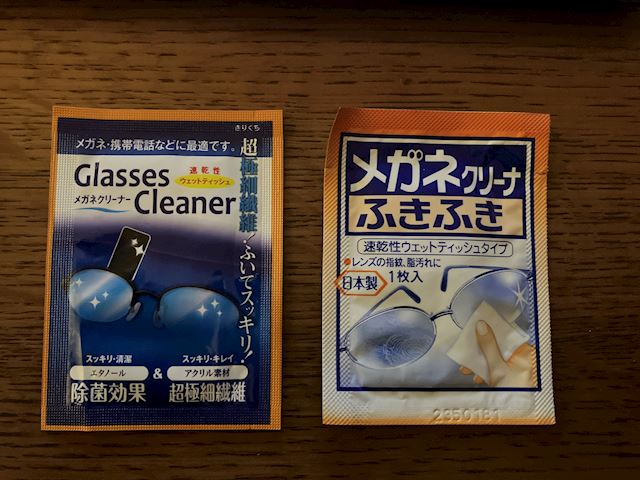 きりくち
メガネ・携帯電話などに最適です。
Glasses
速乾性
ウェットティッシュ
メガネクリーナー
Cleaner
超極細繊維！ふいてスッキリ！
スッキリ・清潔
エタノール
除菌効果
&
スッキリ・キレイ
アクリル素材
超極細繊維
メガネクリーナ
ふきふき
速乾性ウェットティッシュタイプ
●レンズの指紋、脂汚れに
日本製
1枚入